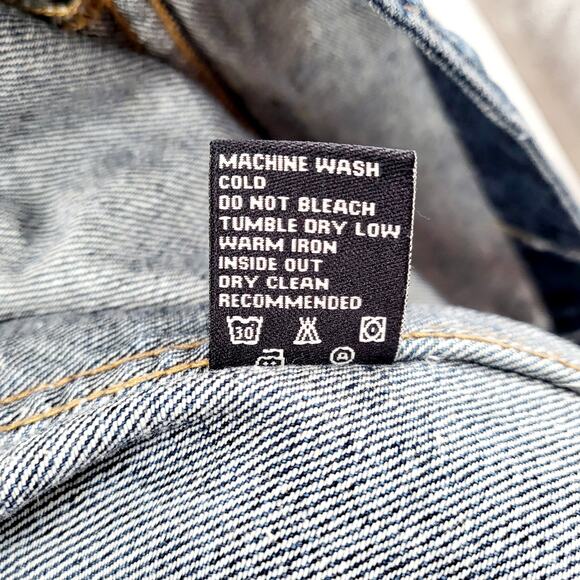 MACHINE WASH
COLD
DO NOT BLEACH
TUMBLE DRY LOW
WARM IRON
INSIDE OUT
DRY CLEAN
RECOMMENDED
30
A